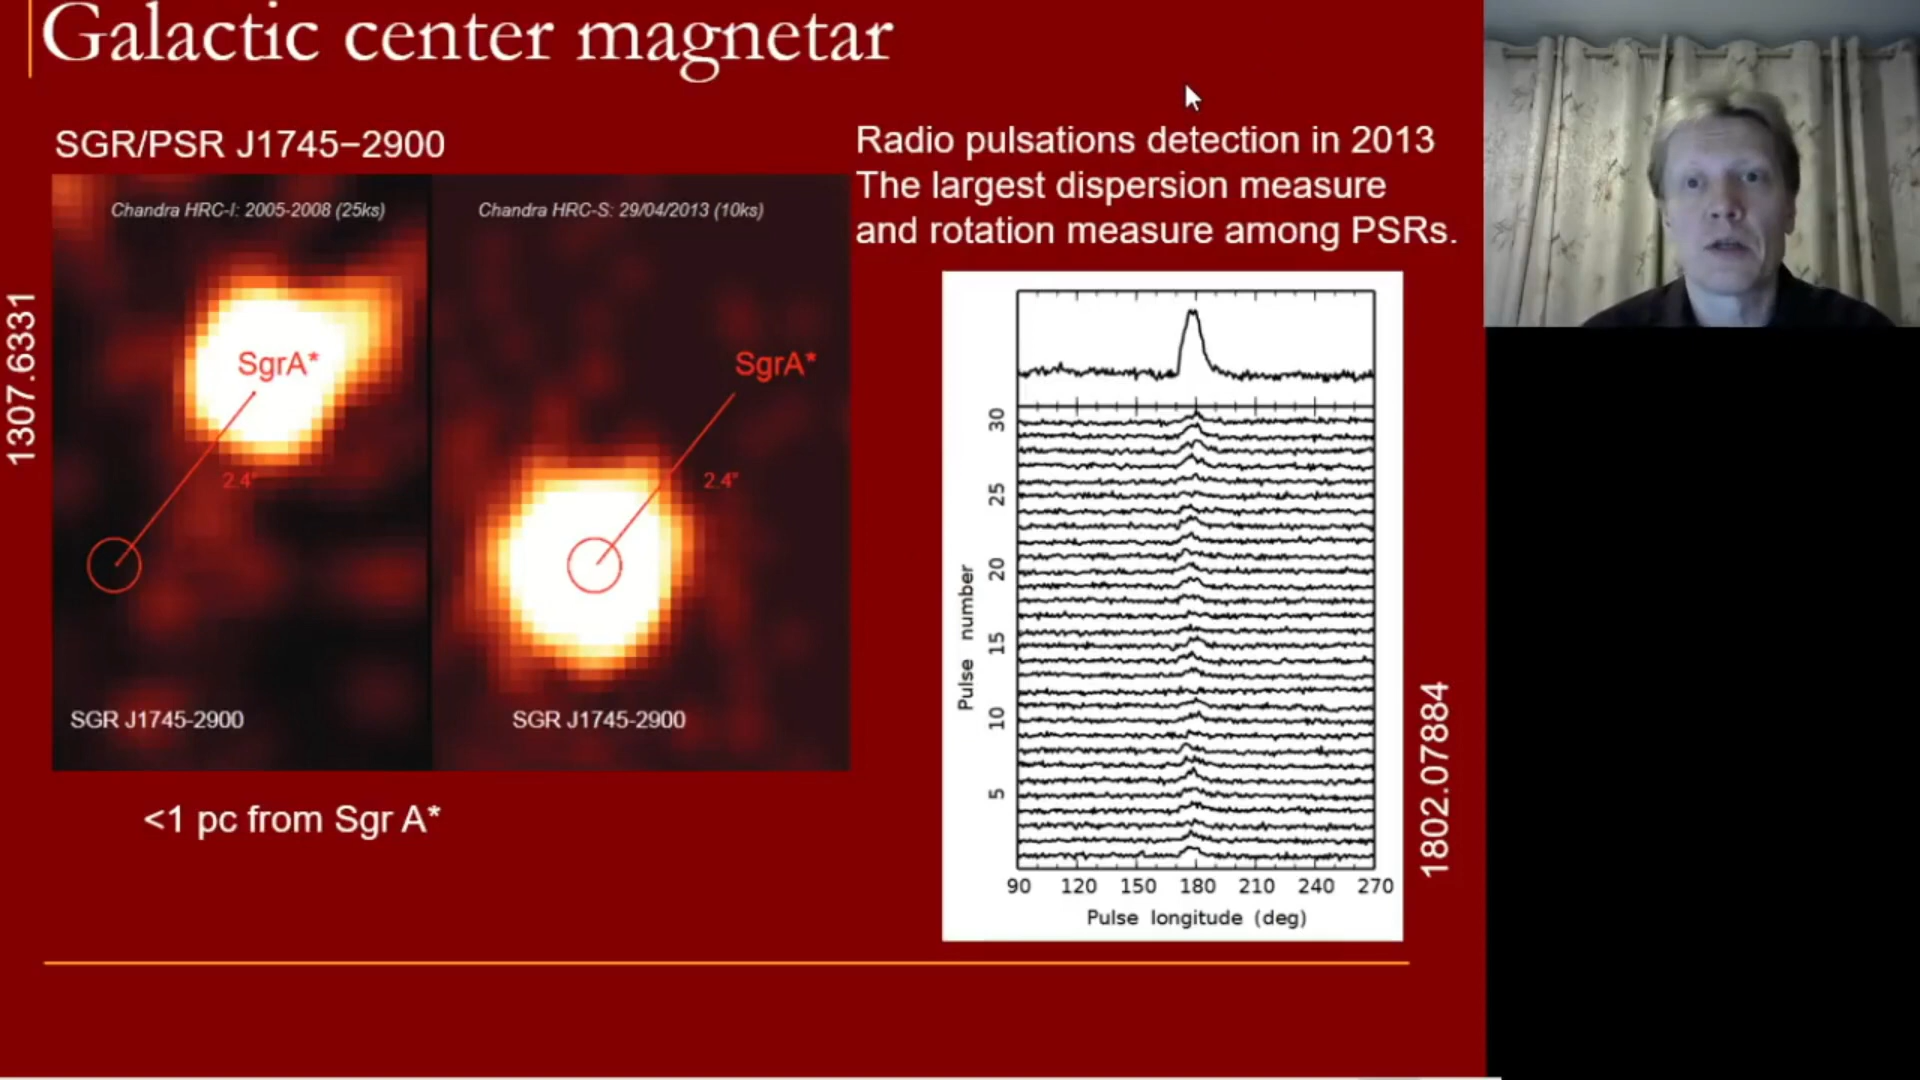 Galactic center magnetar
SGR/PSR J1745−2900
Chandra HRC-I: 2005-2008 (25ks)
Chandra HRC-S: 29/04/2013 (10ks)
SgrA*
SgrA*
2.4"
2.4"
SGR J1745-2900
SGR J1745-2900
1307.6331
<1 pc from Sgr A*
Radio pulsations detection in 2013
The largest dispersion measure
and rotation measure among PSRs.
30
25
20
15
10
5
Pulse number
90 120 150 180 210 240 270
Pulse longitude (deg)
1802.07884